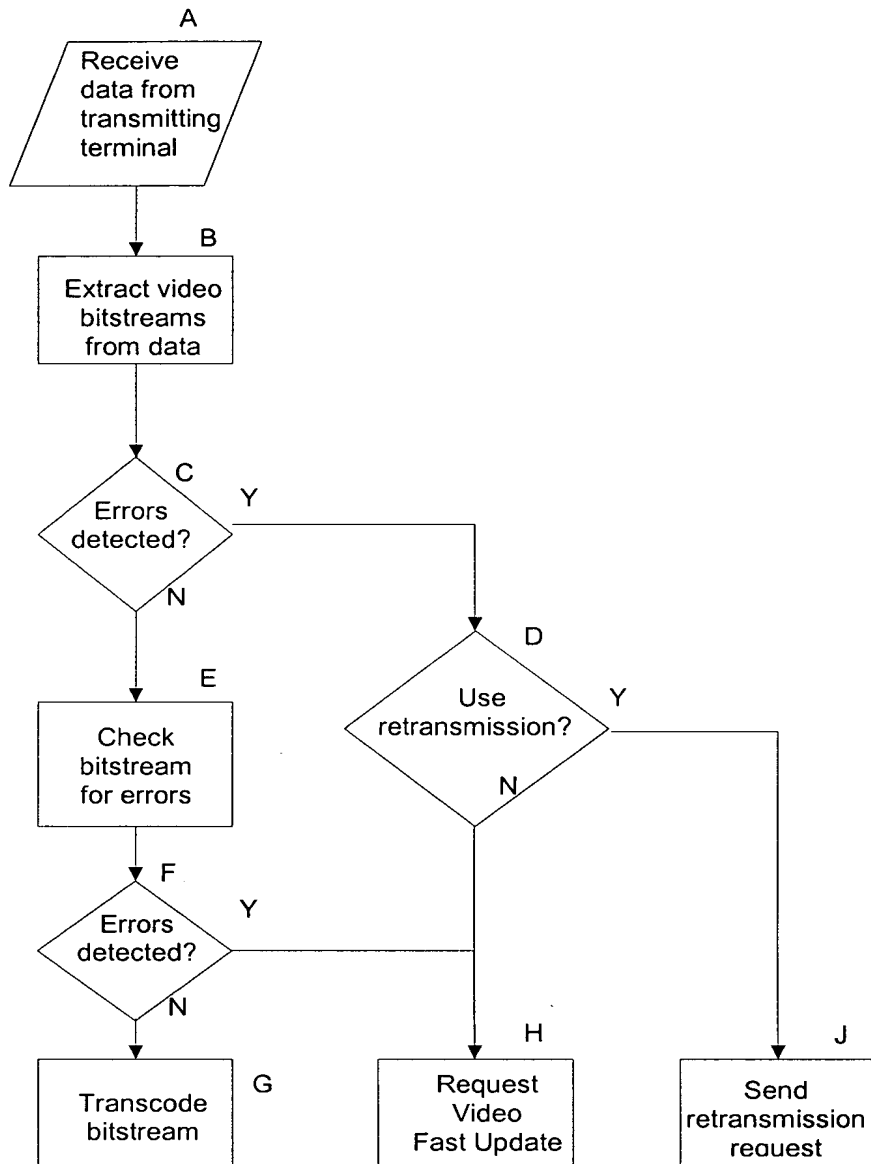 A
Receive
data from
transmitting
terminal
B
Extract video
bitstreams
from data
C
Errors
detected?
Y
N
D
Use
retransmission?
Y
N
E
Check
bitstream
for errors
F
Errors
detected?
Y
N
G
Transcode
bitstream
H
Request
Video
Fast Update
J
Send
retransmission
request